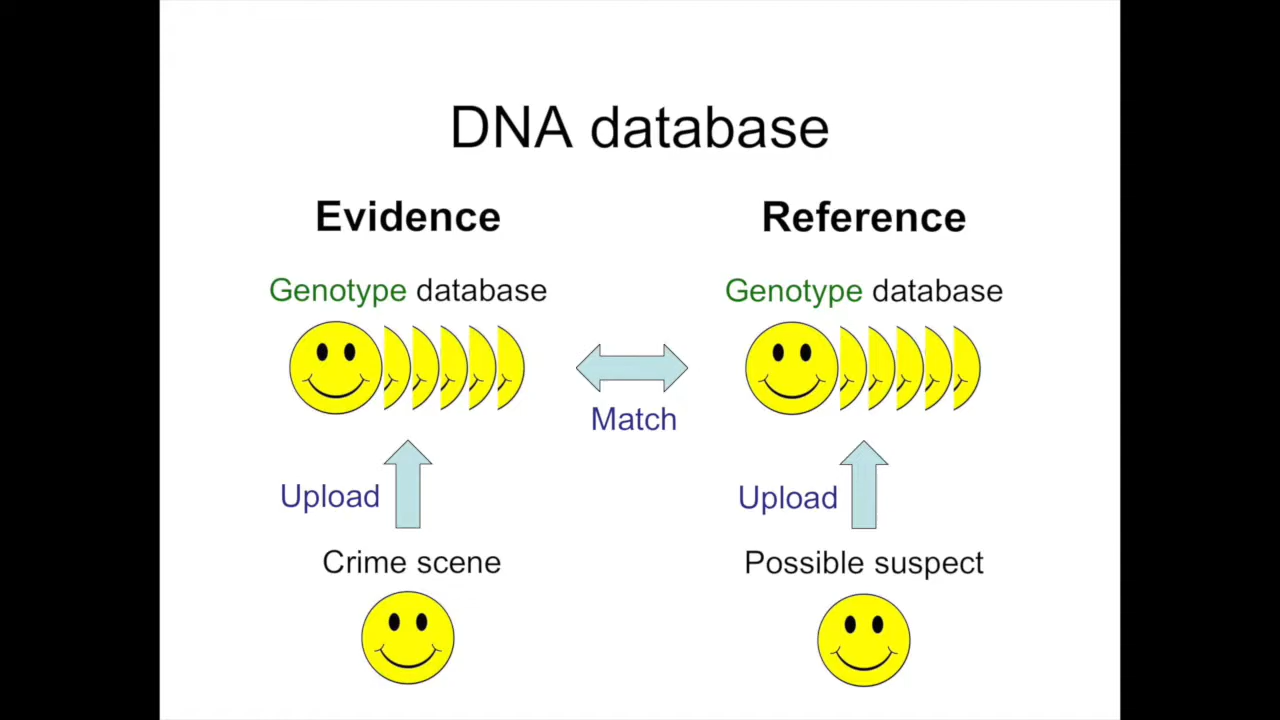 DNA database
Evidence
Reference
Genotype database
Genotype database
Match
Upload
Upload
Crime scene
Possible suspect